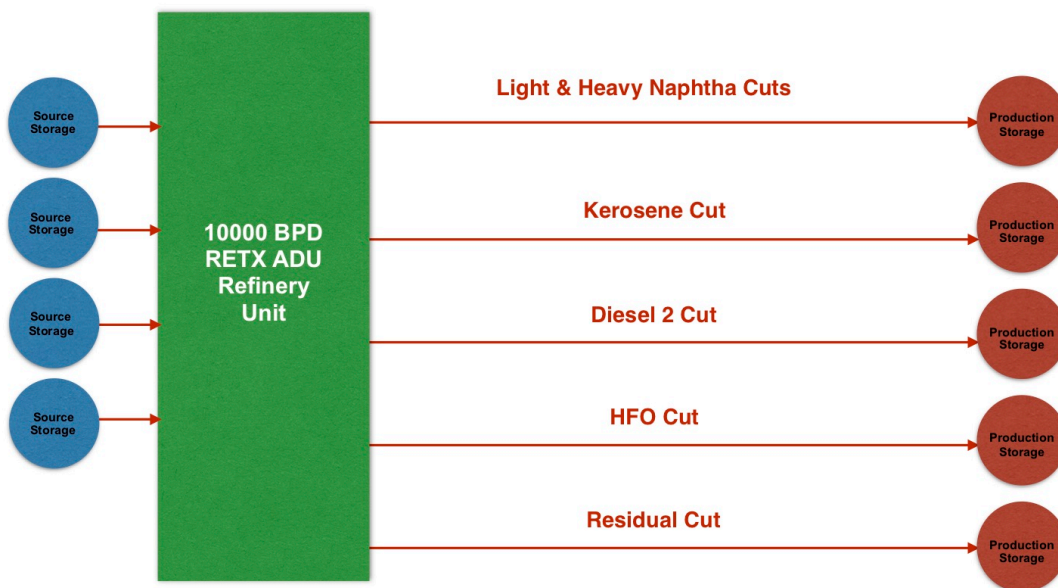 Source
Storage
Source
Storage
Source
Storage
Source
Storage
10000 BPD
RETX ADU
Refinery
Unit
Light & Heavy Naphtha Cuts
Production
Storage
Kerosene Cut
Production
Storage
Diesel 2 Cut
Production
Storage
HFO Cut
Production
Storage
Residual Cut
Production
Storage